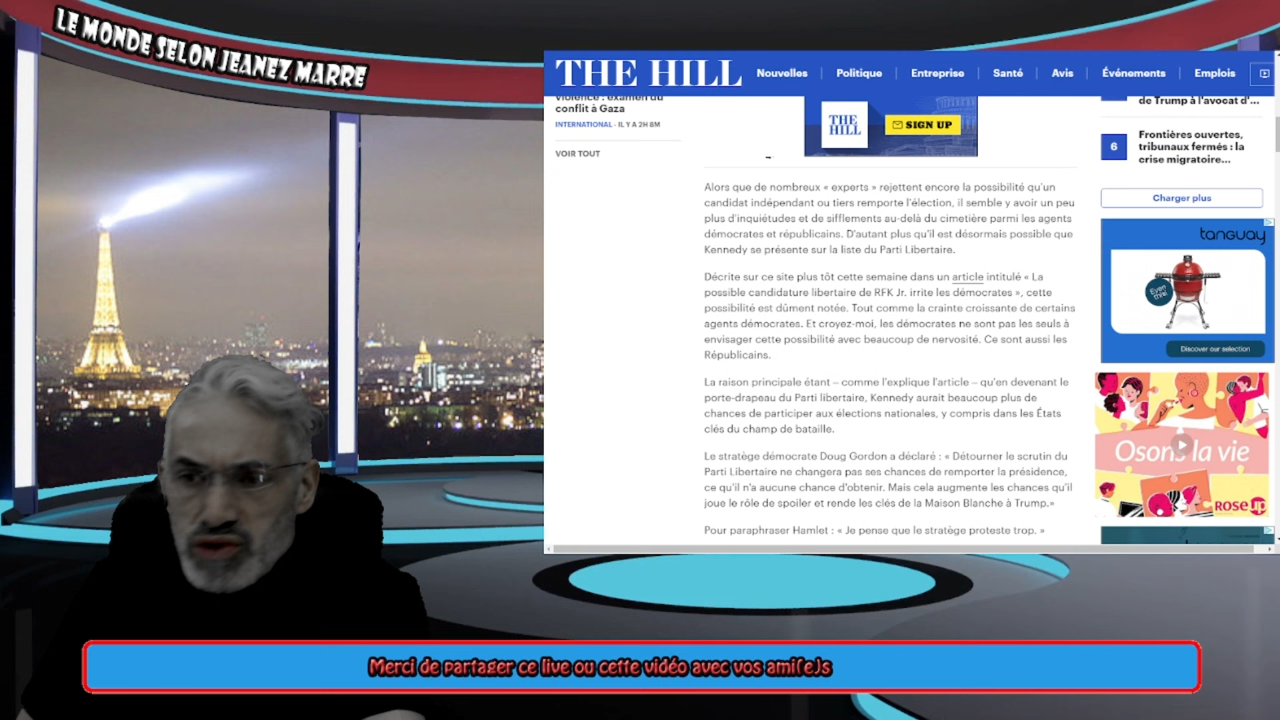 LE MONDE SELON JEANEZ MARRE
THE HILL
Nouvelles
Politique
Entreprise
Santé
Avis
Événements
Emplois
violence : examen du
conflit à Gaza
INTERNATIONAL - IL Y A 2H 8M
VOIR TOUT
THE
HILL
SIGN UP
Alors que de nombreux « experts » rejettent encore la possibilité qu'un
candidat indépendant ou tiers remporte l'élection, il semble y avoir un peu
plus d'inquiétudes et de sifflements au-delà du cimetière parmi les agents
démocrates et républicains. D'autant plus qu'il est désormais possible que
Kennedy se présente sur la liste du Parti Libertaire.
Décrite sur ce site plus tôt cette semaine dans un article intitulé « La
possible candidature libertaire de RFK Jr. irrite les démocrates », cette
possibilité est dûment notée. Tout comme la crainte croissante de certains
agents démocrates. Et croyez-moi, les démocrates ne sont pas les seuls à
envisager cette possibilité avec beaucoup de nervosité. Ce sont aussi les
Républicains.
La raison principale étant – comme l'explique l'article – qu'en devenant le
porte-drapeau du Parti libertaire, Kennedy aurait beaucoup plus de
chances de participer aux élections nationales, y compris dans les États
clés du champ de bataille.
Le stratège démocrate Doug Gordon a déclaré : « Détourner le scrutin du
Parti Libertaire ne changera pas ses chances de remporter la présidence,
ce qu'il n'a aucune chance d'obtenir. Mais cela augmente les chances qu'il
joue le rôle de spoiler et rende les clés de la Maison Blanche à Trump.»
Pour paraphraser Hamlet : « Je pense que le stratège proteste trop. »
de Trump à l'avocat d'...
6
Frontières ouvertes,
tribunaux fermés : la
crise migratoire...
Charger plus
tanguay
Discover our selection
Osons la vie
ROSE UP
Merci de partager ce live ou cette vidéo avec vos ami(e)s